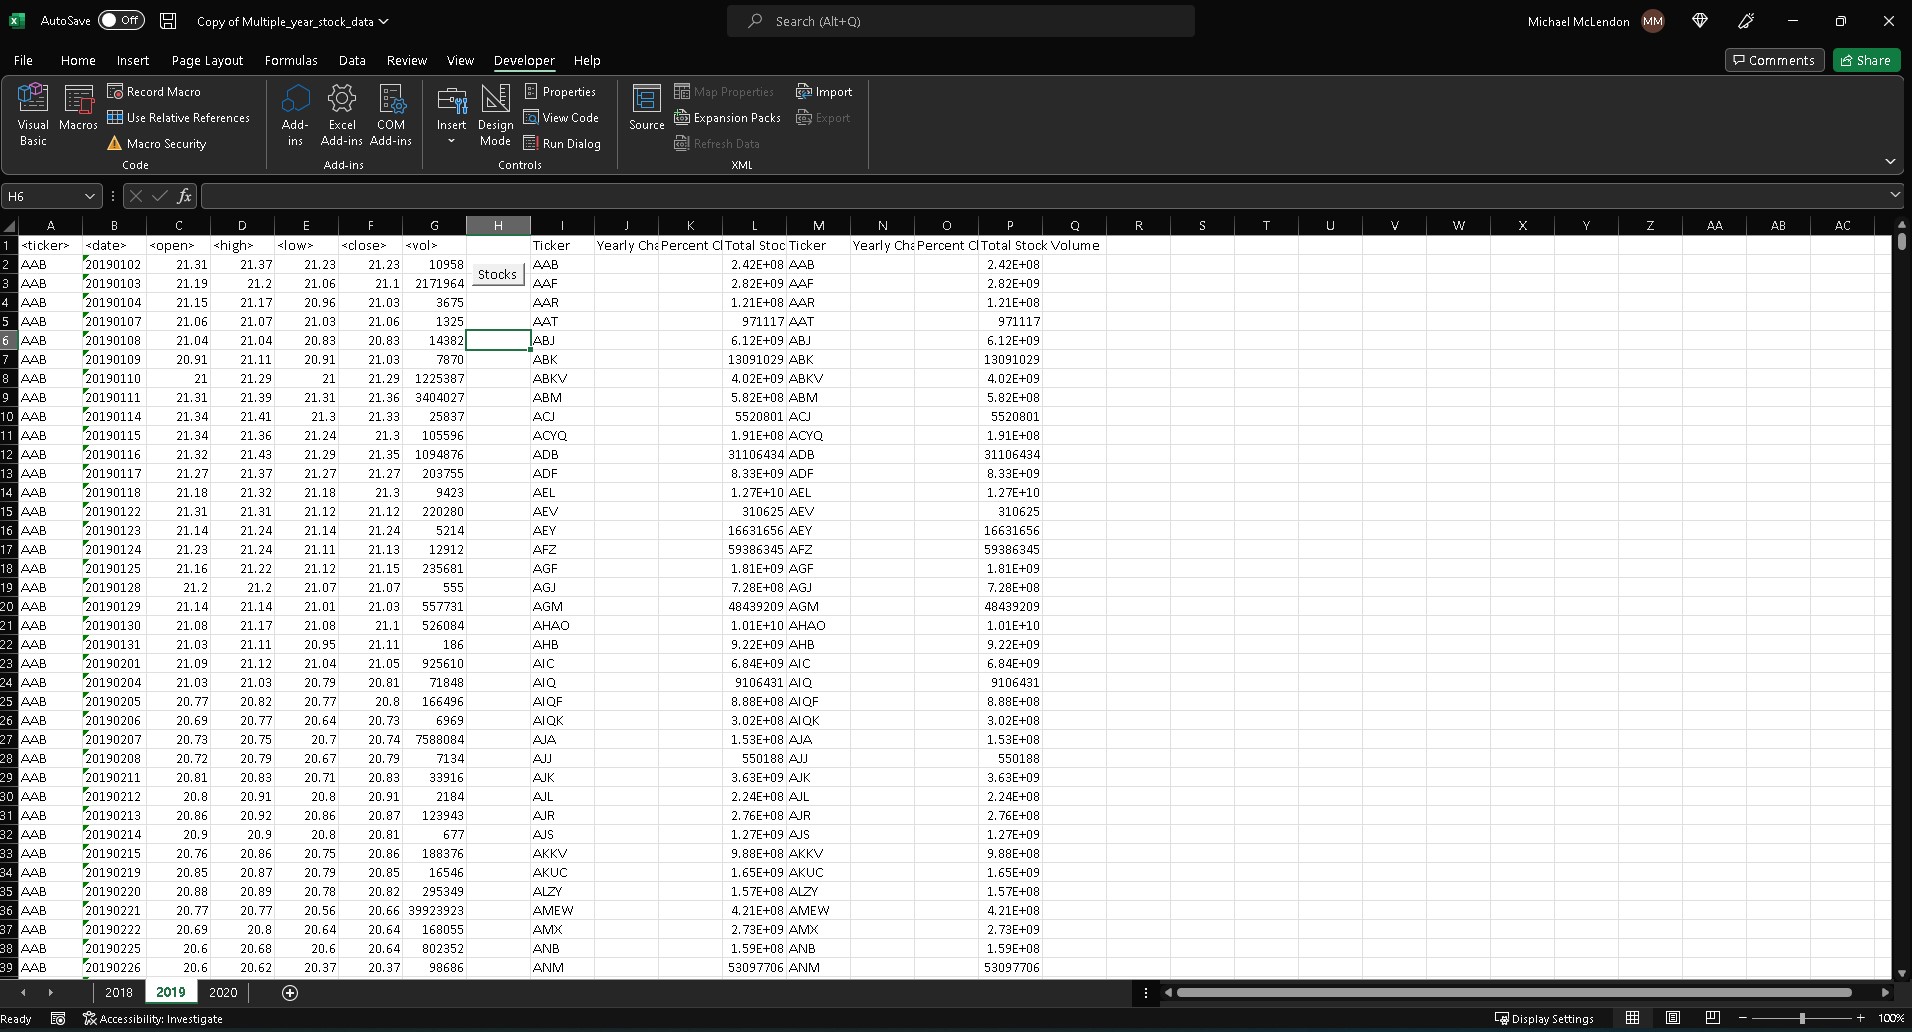 AutoSave Off Copy of Multiple_year_stock_data Search (Alt+Q) Michael McLendon MM
File Home Insert Page Layout Formulas Data Review View Developer Help Comments Share
Visual Basic Macros Record Macro Use Relative References Macro Security Code
Add-ins Excel Add-ins COM Add-ins Add-ins
Insert Design Mode Properties View Code Run Dialog Controls
Source Map Properties Expansion Packs Refresh Data Import Export XML
H6 fx
A B C D E F G H I J K L M N O P Q R S T U V W X Y Z AA AB AC
1 <ticker> <date> <open> <high> <low> <close> <vol> Ticker Yearly Cha Percent Cl Total Stoc Ticker Yearly Cha Percent Cl Total Stock Volume
2 AAB 20190102 21.31 21.37 21.23 21.23 10958 AAB 2.42E+08 AAB 2.42E+08
Stocks
3 AAB 20190103 21.19 21.2 21.06 21.1 2171964 AAF 2.82E+09 AAF 2.82E+09
4 AAB 20190104 21.15 21.17 20.96 21.03 3675 AAR 1.21E+08 AAR 1.21E+08
5 AAB 20190107 21.06 21.07 21.03 21.06 1325 AAT 971117 AAT 971117
6 AAB 20190108 21.04 21.04 20.83 20.83 14382 ABJ 6.12E+09 ABJ 6.12E+09
7 AAB 20190109 20.91 21.11 20.91 21.03 7870 ABK 13091029 ABK 13091029
8 AAB 20190110 21 21.29 21 21.29 1225387 ABKV 4.02E+09 ABKV 4.02E+09
9 AAB 20190111 21.31 21.39 21.31 21.36 3404027 ABM 5.82E+08 ABM 5.82E+08
10 AAB 20190114 21.34 21.41 21.3 21.33 25837 ACJ 5520801 ACJ 5520801
11 AAB 20190115 21.34 21.36 21.24 21.3 105596 ACYQ 1.91E+08 ACYQ 1.91E+08
12 AAB 20190116 21.32 21.43 21.29 21.35 1094876 ADB 31106434 ADB 31106434
13 AAB 20190117 21.27 21.37 21.27 21.27 203755 ADF 8.33E+09 ADF 8.33E+09
14 AAB 20190118 21.18 21.32 21.18 21.3 9423 AEL 1.27E+10 AEL 1.27E+10
15 AAB 20190122 21.31 21.31 21.12 21.12 220280 AEV 310625 AEV 310625
16 AAB 20190123 21.14 21.24 21.14 21.24 5214 AEY 16631656 AEY 16631656
17 AAB 20190124 21.23 21.24 21.11 21.13 12912 AFZ 59386345 AFZ 59386345
18 AAB 20190125 21.16 21.22 21.12 21.15 235681 AGF 1.81E+09 AGF 1.81E+09
19 AAB 20190128 21.2 21.2 21.07 21.07 555 AGJ 7.28E+08 AGJ 7.28E+08
20 AAB 20190129 21.14 21.14 21.01 21.03 557731 AGM 48439209 AGM 48439209
21 AAB 20190130 21.08 21.17 21.08 21.1 526084 AHAO 1.01E+10 AHAO 1.01E+10
22 AAB 20190131 21.03 21.11 20.95 21.11 186 AHB 9.22E+09 AHB 9.22E+09
23 AAB 20190201 21.09 21.12 21.04 21.05 925610 AIC 6.84E+09 AIC 6.84E+09
24 AAB 20190204 21.03 21.03 20.79 20.81 71848 AIQ 9106431 AIQ 9106431
25 AAB 20190205 20.77 20.82 20.77 20.8 166496 AIQF 8.88E+08 AIQF 8.88E+08
26 AAB 20190206 20.69 20.77 20.64 20.73 6969 AIQK 3.02E+08 AIQK 3.02E+08
27 AAB 20190207 20.73 20.75 20.7 20.74 7588084 AJA 1.53E+08 AJA 1.53E+08
28 AAB 20190208 20.72 20.79 20.67 20.79 7134 AJJ 550188 AJJ 550188
29 AAB 20190211 20.81 20.83 20.71 20.83 33916 AJK 3.63E+09 AJK 3.63E+09
30 AAB 20190212 20.8 20.91 20.8 20.91 2184 AJL 2.24E+08 AJL 2.24E+08
31 AAB 20190213 20.86 20.92 20.86 20.87 123943 AJR 2.76E+08 AJR 2.76E+08
32 AAB 20190214 20.9 20.9 20.8 20.81 677 AJS 1.27E+09 AJS 1.27E+09
33 AAB 20190215 20.76 20.86 20.75 20.86 188376 AKKV 9.88E+08 AKKV 9.88E+08
34 AAB 20190219 20.85 20.87 20.79 20.85 16546 AKUC 1.65E+09 AKUC 1.65E+09
35 AAB 20190220 20.88 20.89 20.78 20.82 295349 ALZY 1.57E+08 ALZY 1.57E+08
36 AAB 20190221 20.77 20.77 20.56 20.66 39923923 AMEW 4.21E+08 AMEW 4.21E+08
37 AAB 20190222 20.69 20.8 20.64 20.64 168055 AMX 2.73E+09 AMX 2.73E+09
38 AAB 20190225 20.6 20.68 20.6 20.64 802352 ANB 1.59E+08 ANB 1.59E+08
39 AAB 20190226 20.6 20.62 20.37 20.37 98686 ANM 53097706 ANM 53097706
2018 2019 2020
Ready Accessibility: Investigate Display Settings 100%